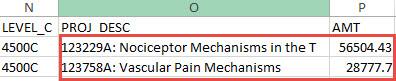 N O P
LEVEL_C PROJ_DESC AMT
4500C 123229A: Nociceptor Mechanisms in the T 56504.43
4500C 123758A: Vascular Pain Mechanisms 28777.7